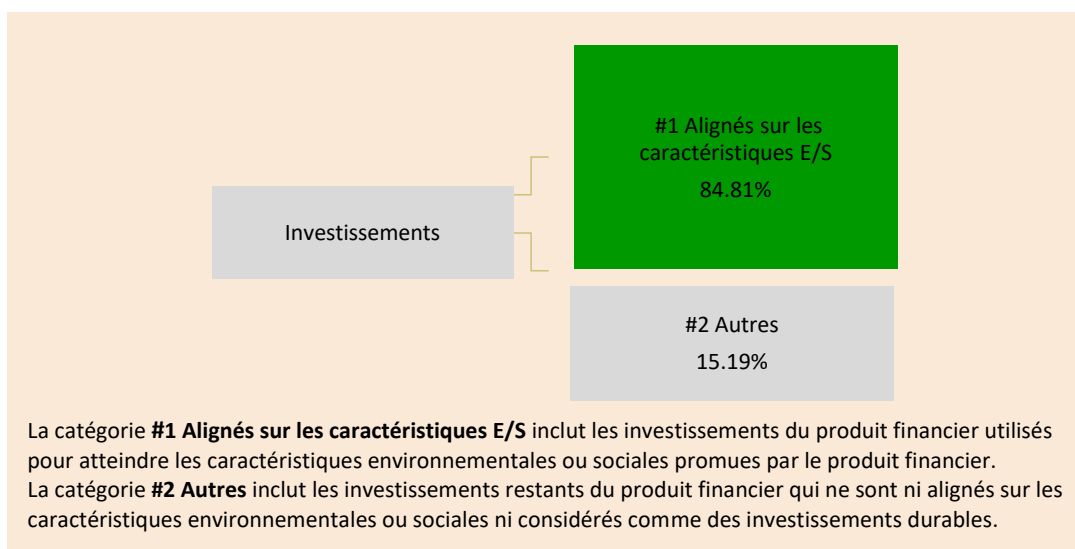 #1 Alignés sur les
caractéristiques E/S
84.81%
Investissements
#2 Autres
15.19%
La catégorie #1 Alignés sur les caractéristiques E/S inclut les investissements du produit financier utilisés
pour atteindre les caractéristiques environnementales ou sociales promues par le produit financier.
La catégorie #2 Autres inclut les investissements restants du produit financier qui ne sont ni alignés sur les
caractéristiques environnementales ou sociales ni considérés comme des investissements durables.